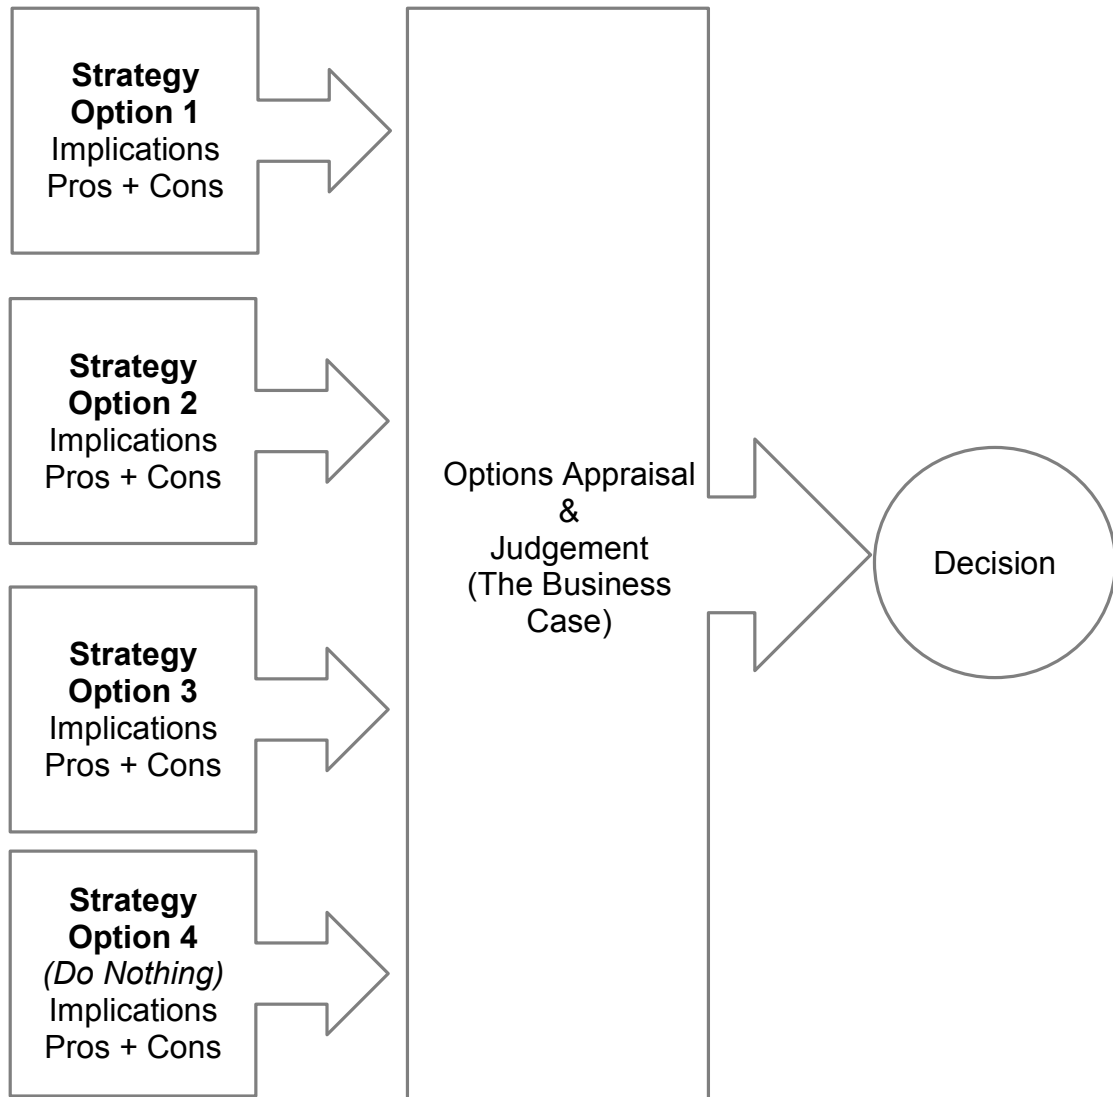 Strategy
Option 1
Implications
Pros + Cons
Strategy
Option 2
Implications
Pros + Cons
Strategy
Option 3
Implications
Pros + Cons
Strategy
Option 4
(Do Nothing)
Implications
Pros + Cons
Options Appraisal
&
Judgement
(The Business
Case)
Decision